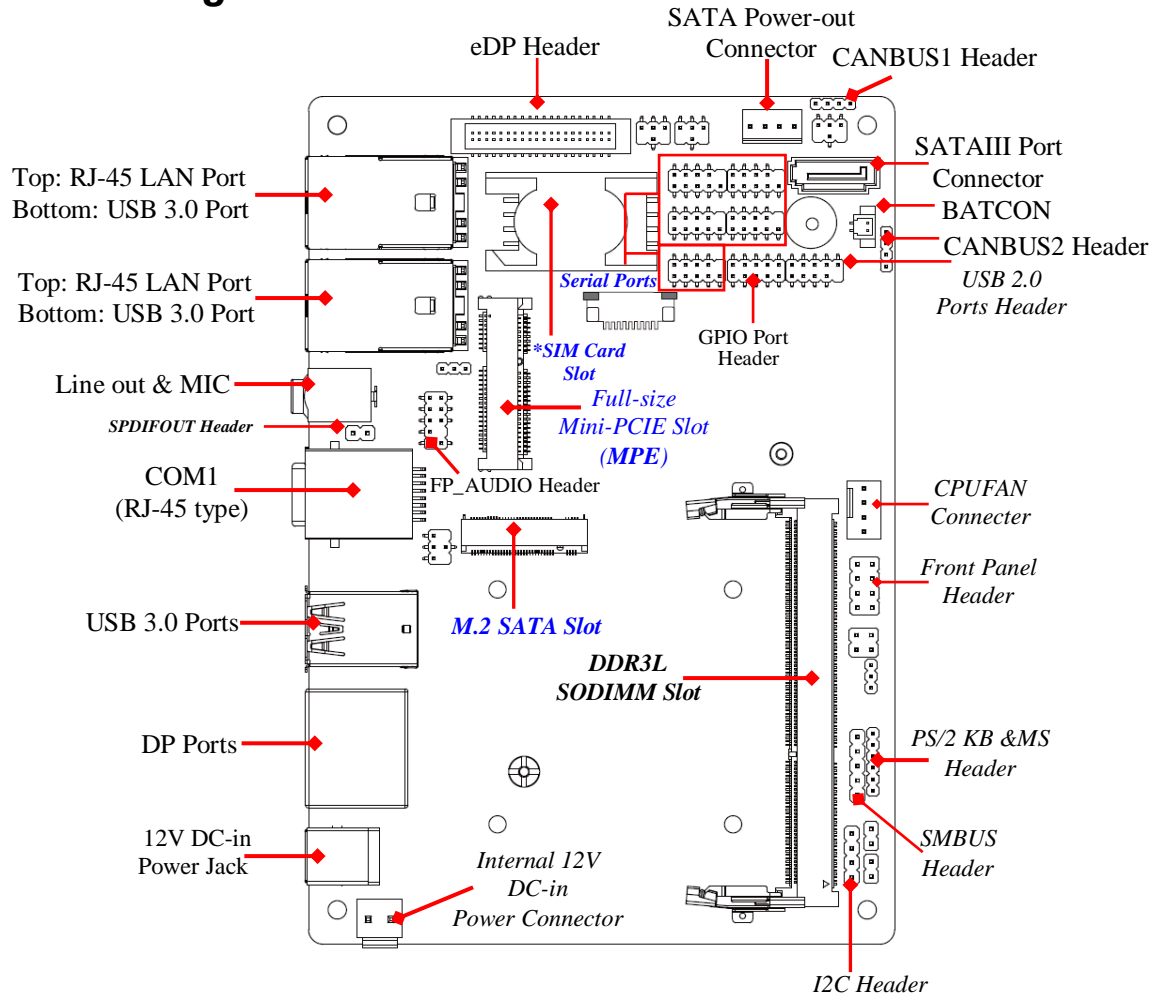 SATA Power-out
Connector
eDP Header
CANBUS1 Header
SATAIII Port
Connector
BATCON
CANBUS2 Header
USB 2.0
Ports Header
Top: RJ-45 LAN Port
Bottom: USB 3.0 Port
Top: RJ-45 LAN Port
Bottom: USB 3.0 Port
Serial Ports
GPIO Port
Header
*SIM Card
Slot
Line out & MIC
Full-size
Mini-PCIE Slot
(MPE)
SPDIFOUT Header
COM1
(RJ-45 type)
FP_AUDIO Header
CPUFAN
Connecter
Front Panel
Header
USB 3.0 Ports
M.2 SATA Slot
DDR3L
SODIMM Slot
DP Ports
PS/2 KB &MS
Header
12V DC-in
Power Jack
Internal 12V
DC-in
Power Connector
SMBUS
Header
I2C Header